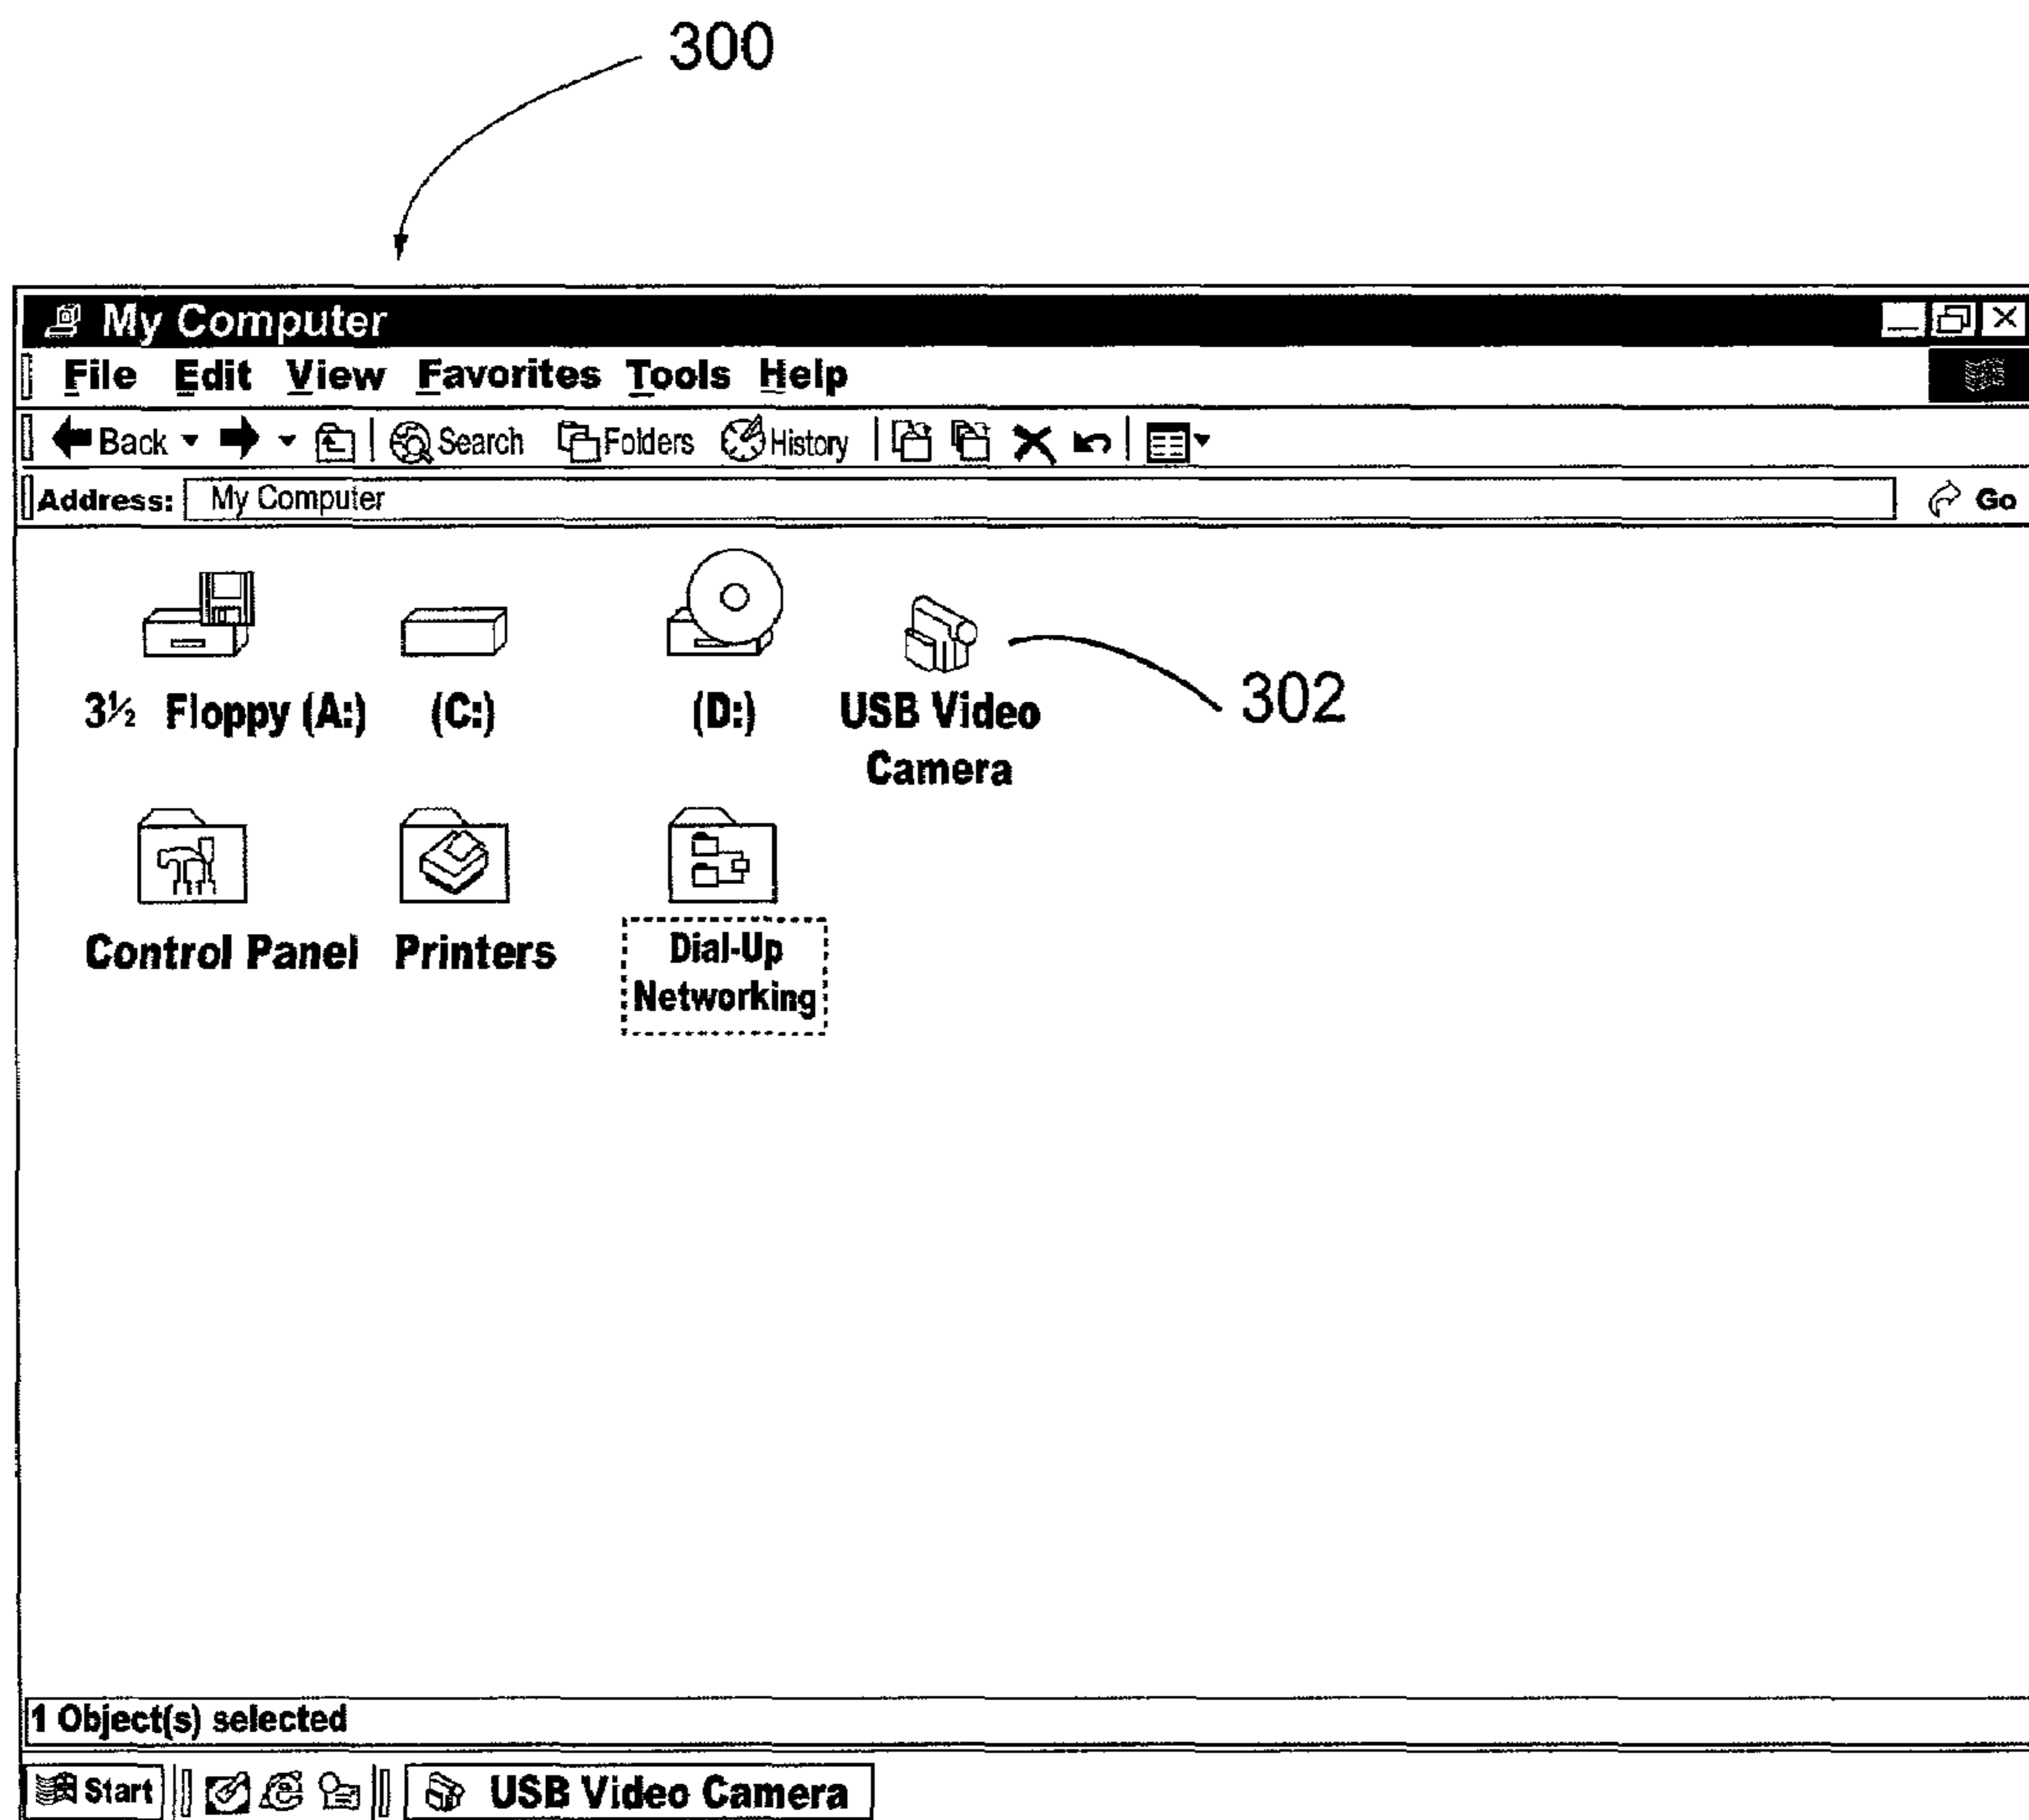 300
My Computer
File Edit View Favorites Tools Help
Back Search Folders History
Address: My Computer Go
3½ Floppy (A:) (C:) (D:) USB Video
Camera
302
Control Panel Printers Dial-Up
Networking
1 Object(s) selected
Start USB Video Camera